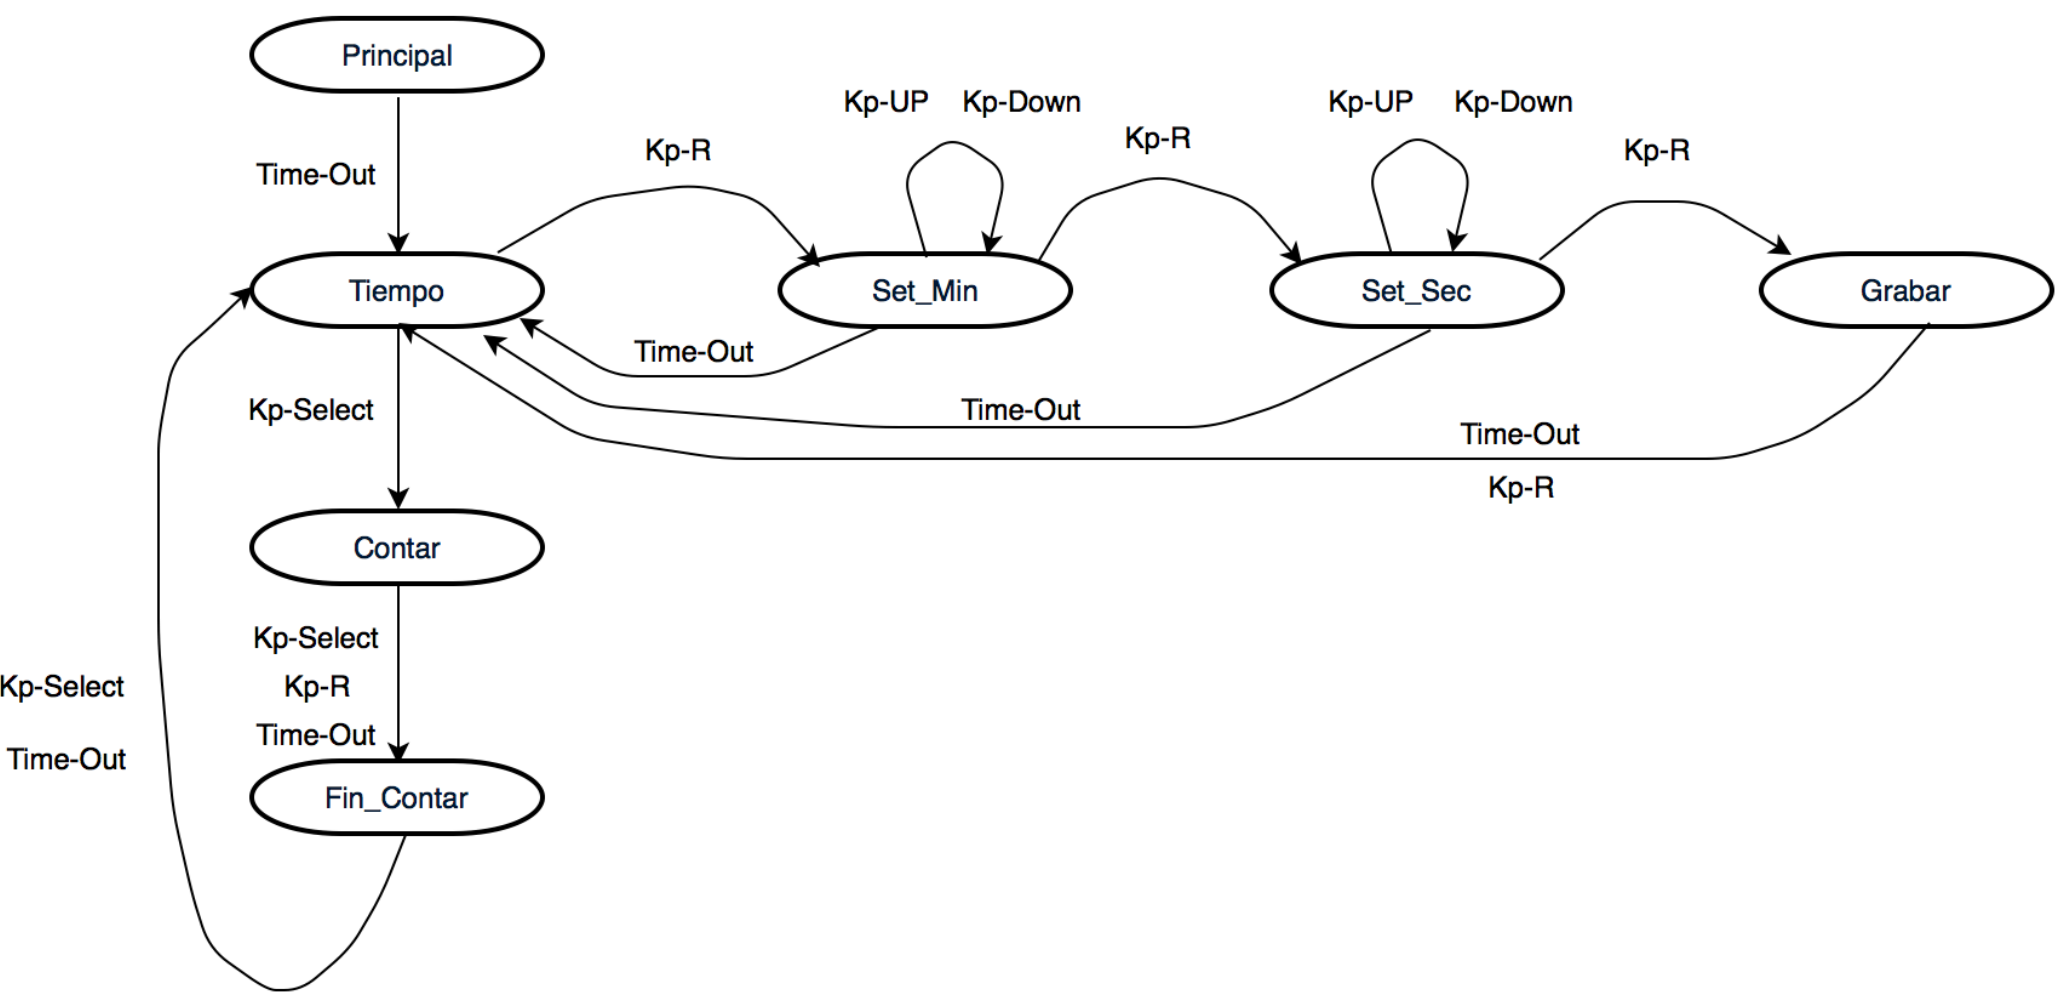 Principal
Kp-UP Kp-Down
Kp-UP Kp-Down
Kp-R
Kp-R
Kp-R
Time-Out
Tiempo
Set_Min
Set_Sec
Grabar
Time-Out
Kp-Select
Time-Out
Time-Out
Kp-R
Contar
Kp-Select
Kp-R
Time-Out
Kp-Select
Time-Out
Fin_Contar